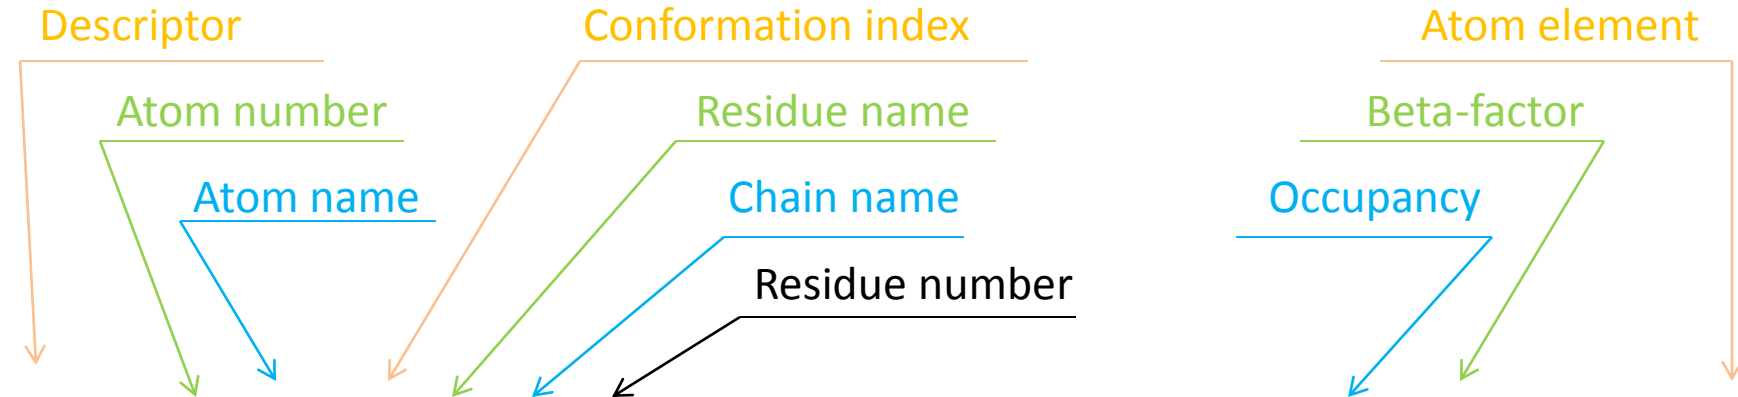 Descriptor
Conformation index
Atom element
Atom number
Residue name
Beta-factor
Atom name
Chain name
Occupancy
Residue number